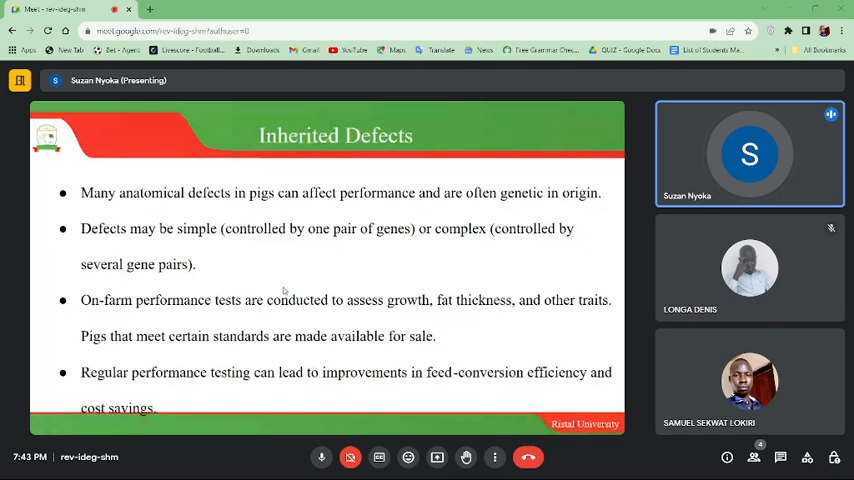 Meet - rev-ideg-shm
meet.google.com/rev-ideg-shm?authuser=0
Apps
New Tab
Bet - Agent
Livescore - Football...
Downloads
Gmail
YouTube
Maps
Translate
News
Free Grammar Chec...
QUIZ - Google Docs
List of Students Ma...
»
All Bookmarks
S
Suzan Nyoka (Presenting)
Inherited Defects
● Many anatomical defects in pigs can affect performance and are often genetic in origin.
● Defects may be simple (controlled by one pair of genes) or complex (controlled by
several gene pairs).
● On-farm performance tests are conducted to assess growth, fat thickness, and other traits.
Pigs that meet certain standards are made available for sale.
● Regular performance testing can lead to improvements in feed-conversion efficiency and
cost savings.
Ristal University
S
Suzan Nyoka
LONGA DENIS
SAMUEL SEKWAT LOKIRI
7:43 PM | rev-ideg-shm
4